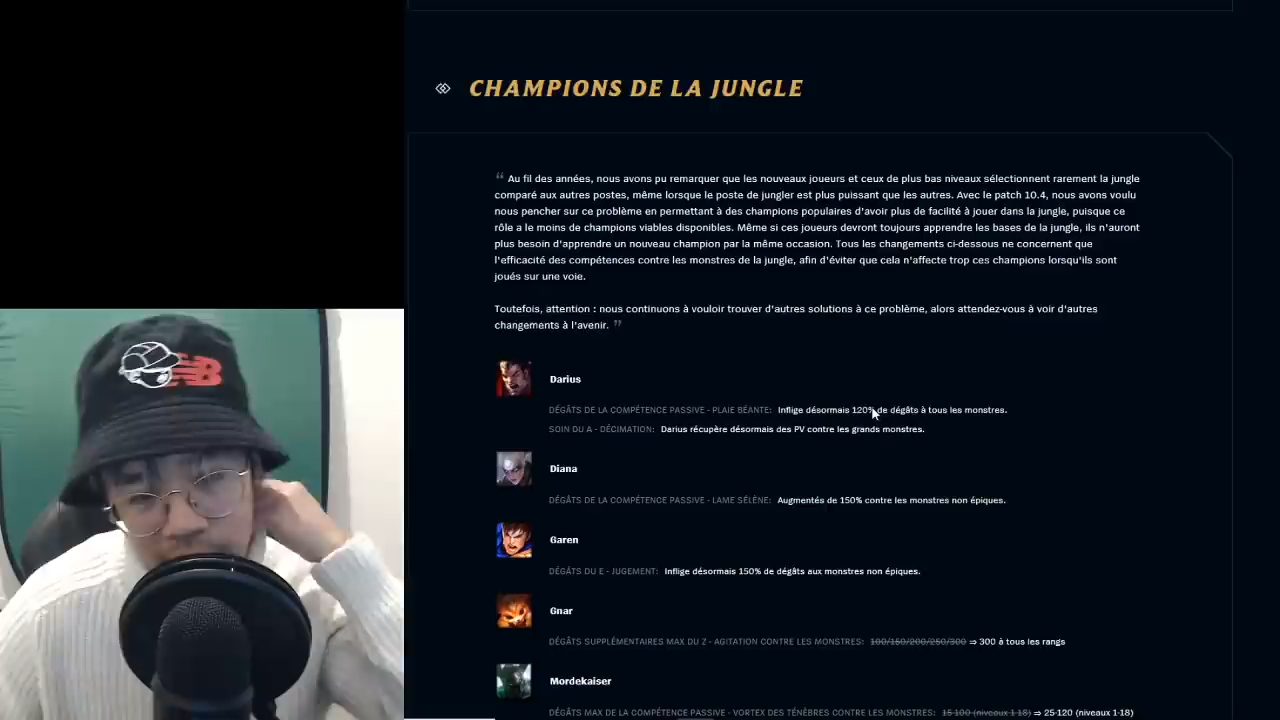 CHAMPIONS DE LA JUNGLE
“ Au fil des années, nous avons pu remarquer que les nouveaux joueurs et ceux de plus bas niveaux sélectionnent rarement la jungle
comparé aux autres postes, même lorsque le poste de jungler est plus puissant que les autres. Avec le patch 10.4, nous avons voulu
nous pencher sur ce problème en permettant à des champions populaires d'avoir plus de facilité à jouer dans la jungle, puisque ce
rôle a le moins de champions viables disponibles. Même si ces joueurs devront toujours apprendre les bases de la jungle, ils n'auront
plus besoin d'apprendre un nouveau champion par la même occasion. Tous les changements ci-dessous ne concernent que
l'efficacité des compétences contre les monstres de la jungle, afin d'éviter que cela n'affecte trop ces champions lorsqu'ils sont
joués sur une voie.
Toutefois, attention : nous continuons à vouloir trouver d'autres solutions à ce problème, alors attendez-vous à voir d'autres
changements à l'avenir. ”
Darius
DÉGÂTS DE LA COMPÉTENCE PASSIVE - PLAIE BÉANTE: Inflige désormais 120% de dégâts à tous les monstres.
SOIN DU A - DÉCIMATION: Darius récupère désormais des PV contre les grands monstres.
Diana
DÉGÂTS DE LA COMPÉTENCE PASSIVE - LAME SÉLÈNE: Augmentés de 150% contre les monstres non épiques.
Garen
DÉGÂTS DU E - JUGEMENT: Inflige désormais 150% de dégâts aux monstres non épiques.
Gnar
DÉGÂTS SUPPLÉMENTAIRES MAX DU Z - AGITATION CONTRE LES MONSTRES: 100/150/200/250/300 ⇒ 300 à tous les rangs
Mordekaiser
DÉGÂTS MAX DE LA COMPÉTENCE PASSIVE - VORTEX DES TÉNÈBRES CONTRE LES MONSTRES: 15-100 (niveaux 1-18) ⇒ 25-120 (niveaux 1-18)
NB